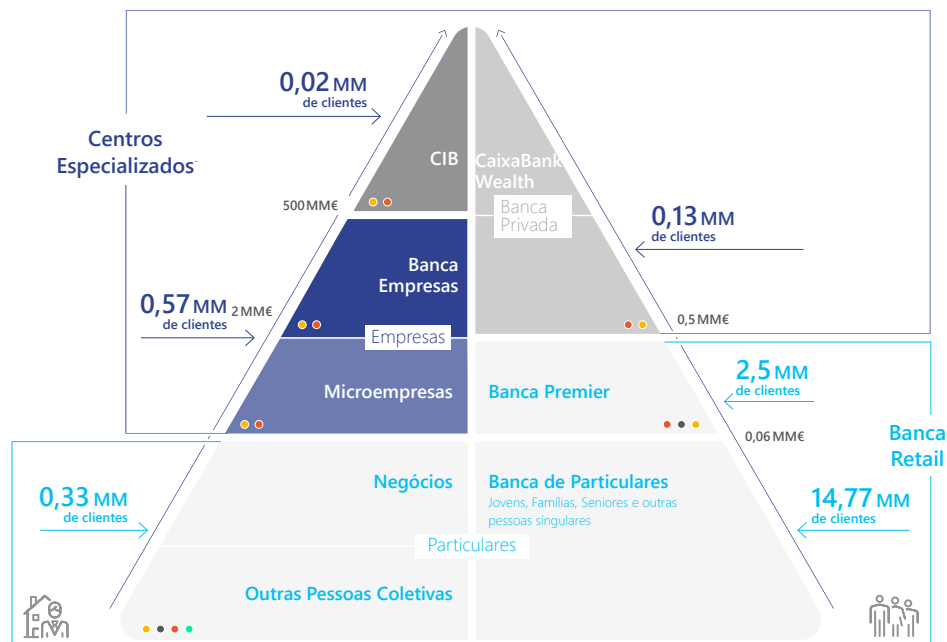 0,02 MM
de clientes
Centros
Especializados
CIB
CaixaBank
Wealth
500 MM€
Banca
Privada
0,13 MM
de clientes
Banca
Empresas
0,57 MM
de clientes
2 MM€
0,5 MM€
Empresas
Microempresas
Banca Premier
2,5 MM
de clientes
0,06 MM€
Banca
Retail
Negócios
Banca de Particulares
Jovens, Famílias, Seniores e outras
pessoas singulares
0,33 MM
de clientes
14,77 MM
de clientes
Particulares
Outras Pessoas Coletivas